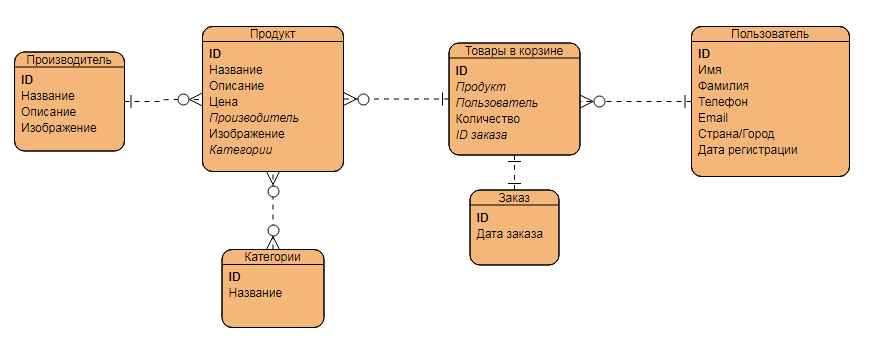 Производитель
ID
Название
Описание
Изображение
Продукт
ID
Название
Описание
Цена
Производитель
Изображение
Категории
Товары в корзине
ID
Продукт
Пользователь
Количество
ID заказа
Пользователь
ID
Имя
Фамилия
Телефон
Email
Страна/Город
Дата регистрации
Заказ
ID
Дата заказа
Категории
ID
Название